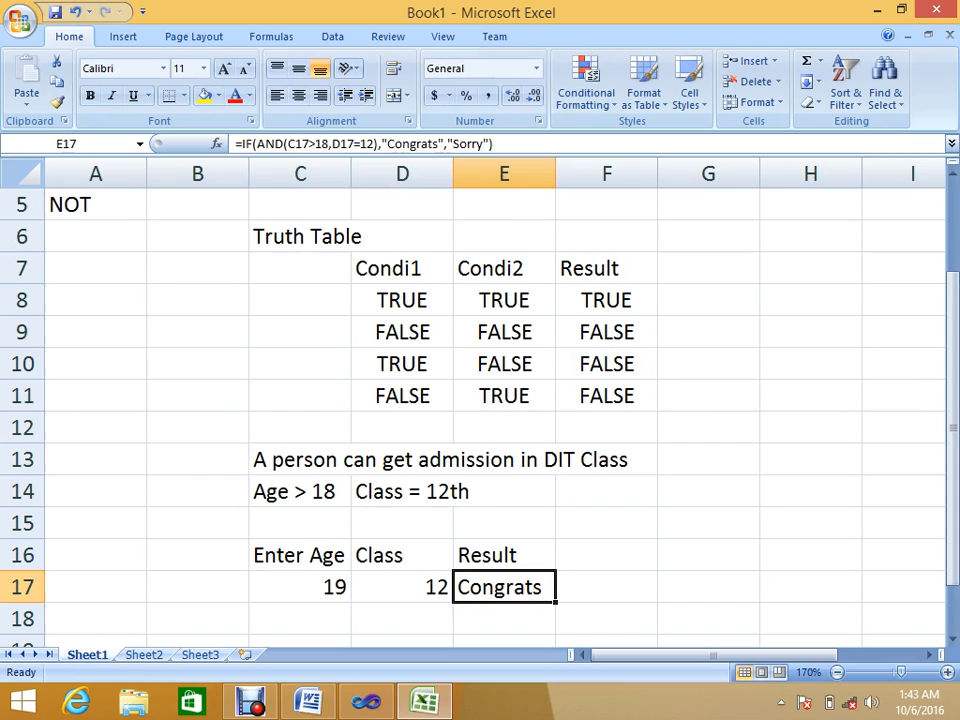 Book1 - Microsoft Excel
Home Insert Page Layout Formulas Data Review View Team
Paste
Calibri 11 A A
B I U A
General
$ % ,
Conditional Formatting
Format as Table
Cell Styles
Insert
Delete
Format
Σ
Sort & Filter
Find & Select
Clipboard Font Alignment Number Styles Cells Editing
E17 fx =IF(AND(C17>18,D17=12),"Congrats","Sorry")
A B C D E F G H I
5 NOT
6 Truth Table
7 Condi1 Condi2 Result
8 TRUE TRUE TRUE
9 FALSE FALSE FALSE
10 TRUE FALSE FALSE
11 FALSE TRUE FALSE
12
13 A person can get admission in DIT Class
14 Age > 18 Class = 12th
15
16 Enter Age Class Result
17 19 12 Congrats
18
Sheet1 Sheet2 Sheet3
Ready 170%
1:43 AM
10/6/2016